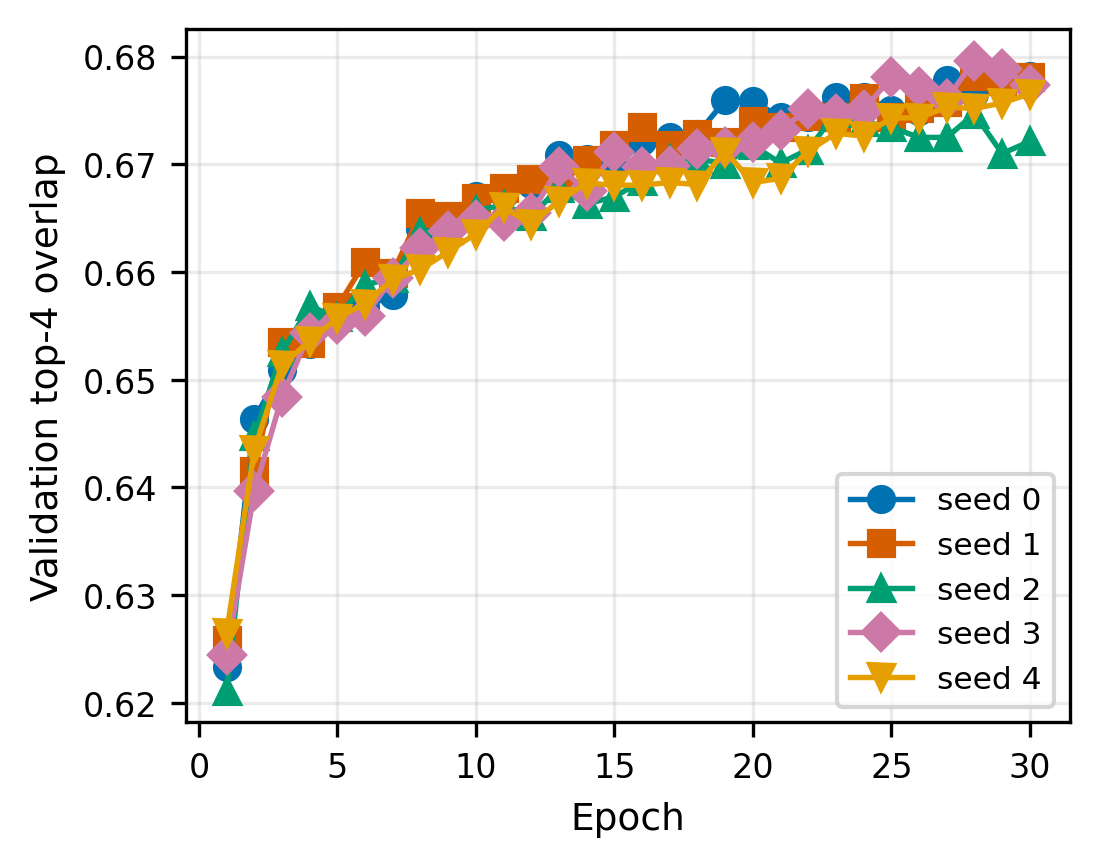 0.68
0.67
0.66
0.65
0.64
0.63
0.62
Validation top-4 overlap
seed 0
seed 1
seed 2
seed 3
seed 4
0 5 10 15 20 25 30
Epoch